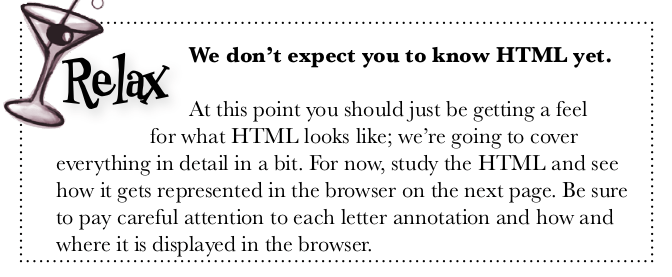 Relax
We don’t expect you to know HTML yet.
At this point you should just be getting a feel
for what HTML looks like; we’re going to cover
everything in detail in a bit. For now, study the HTML and see
how it gets represented in the browser on the next page. Be sure
to pay careful attention to each letter annotation and how and
where it is displayed in the browser.